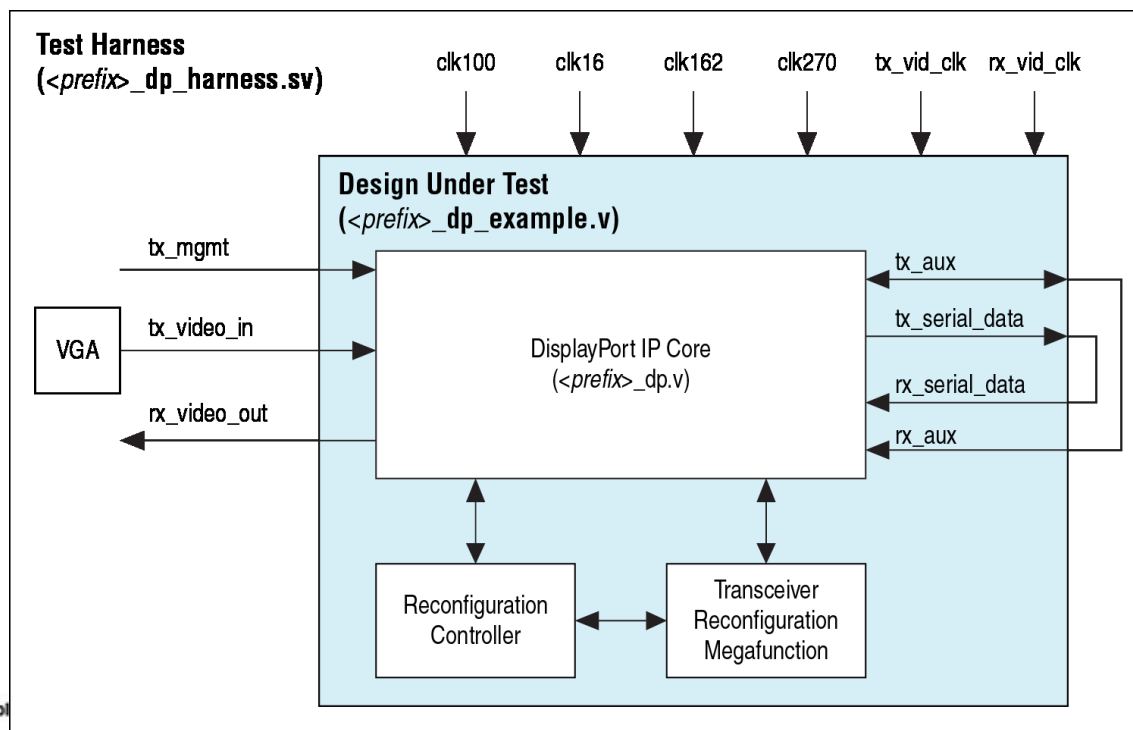 Test Harness
(<prefix>_dp_harness.sv)
clk100
clk16
clk162
clk270
tx_vid_clk
rx_vid_clk
Design Under Test
(<prefix>_dp_example.v)
tx_mgmt
VGA
tx_video_in
rx_video_out
DisplayPort IP Core
(<prefix>_dp.v)
tx_aux
tx_serial_data
rx_serial_data
rx_aux
Reconfiguration
Controller
Transceiver
Reconfiguration
Megafunction